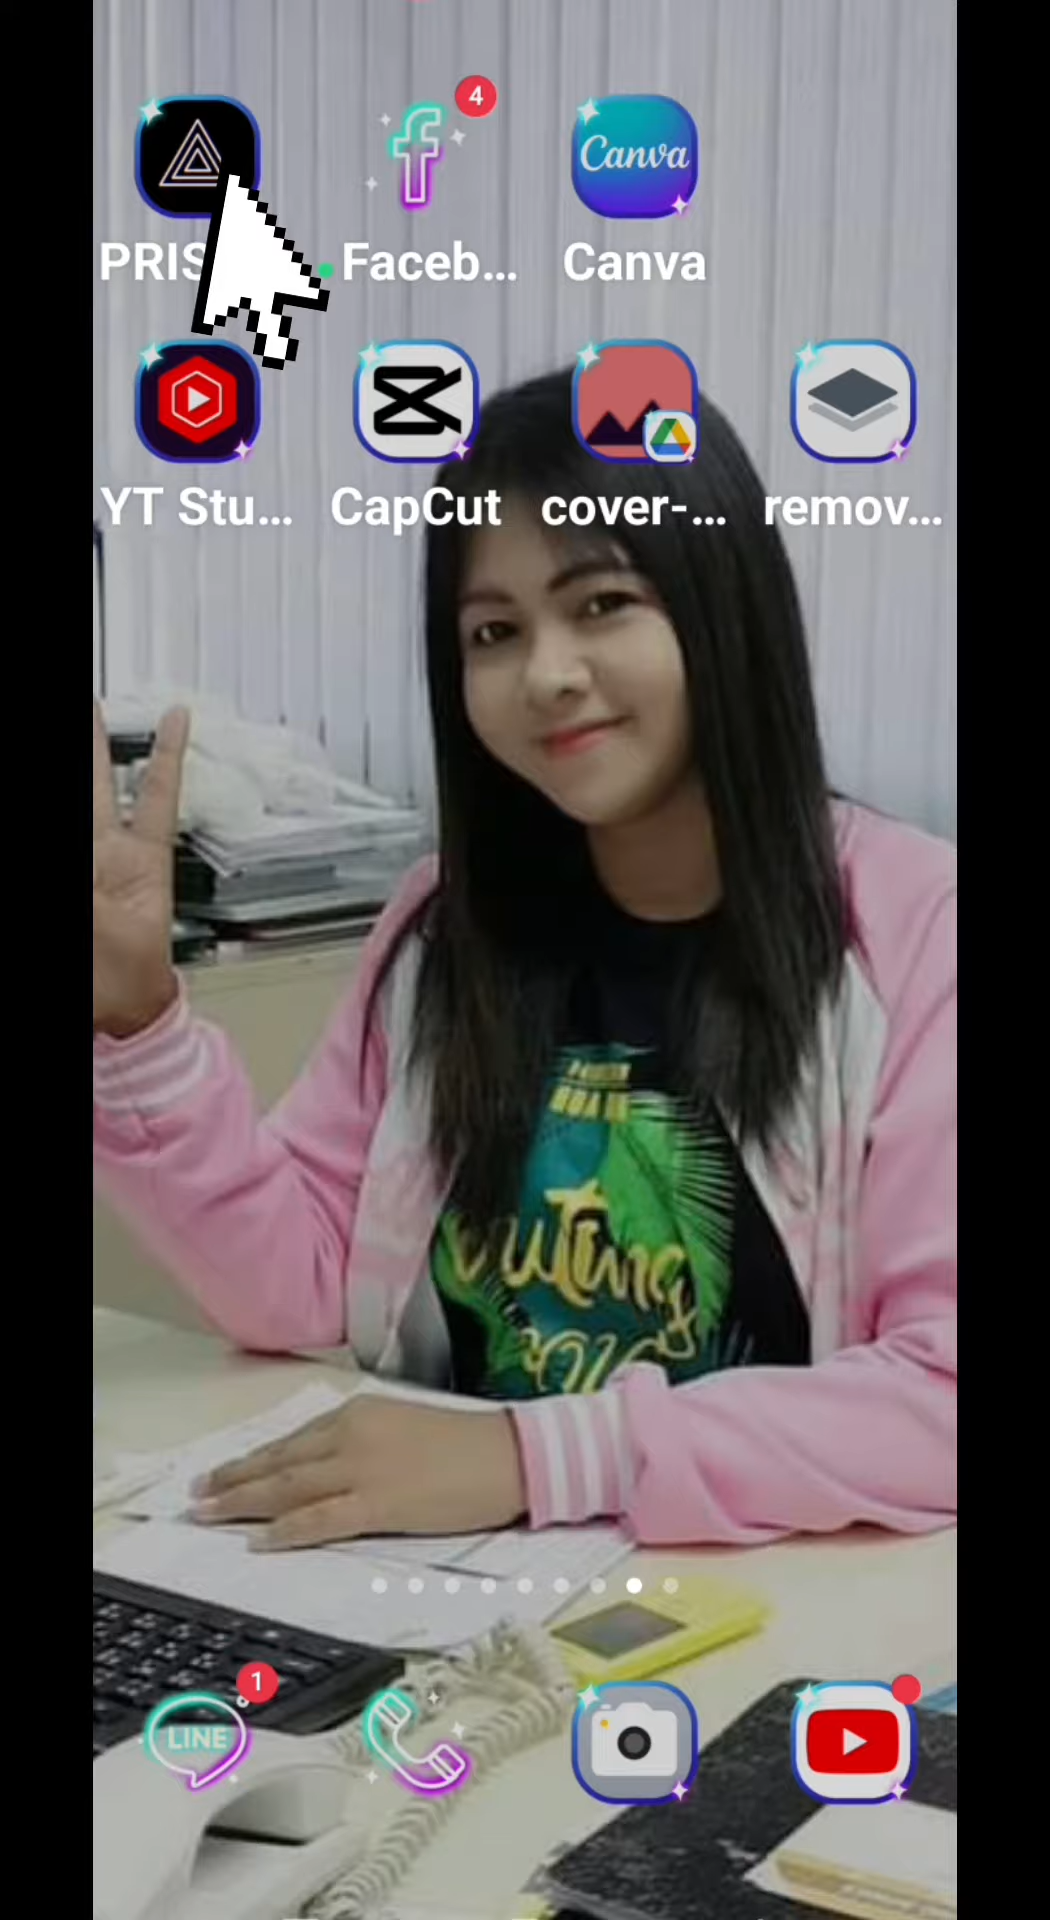 4
Canva
PRIS
Faceb...
Canva
YT Stu...
CapCut
cover-...
remov...
1
LINE